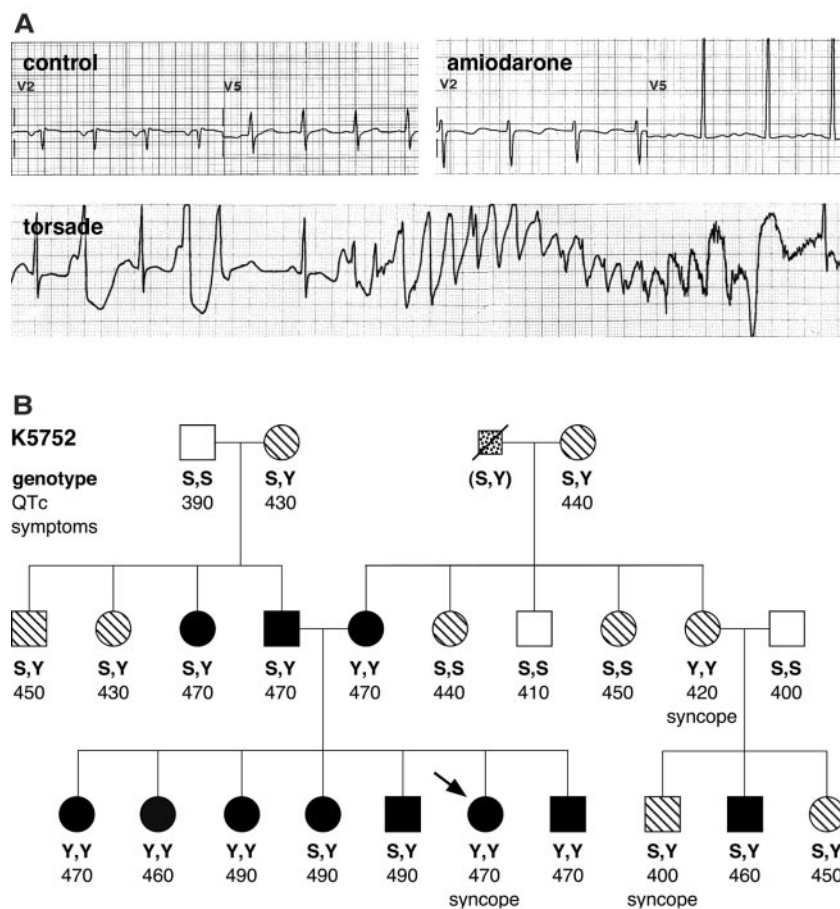 A
control
V2 V5
amiodarone
V2 V5
torsade
B
K5752
genotype
QTc
symptoms
S,S S,Y (S,Y) S,Y
390 430 440
S,Y S,Y S,Y S,Y Y,Y S,S S,S S,S Y,Y S,S
450 430 470 470 470 440 410 450 420 400
syncope
Y,Y Y,Y Y,Y S,Y S,Y Y,Y Y,Y S,Y S,Y S,Y
470 460 490 490 490 470 470 400 460 450
syncope syncope